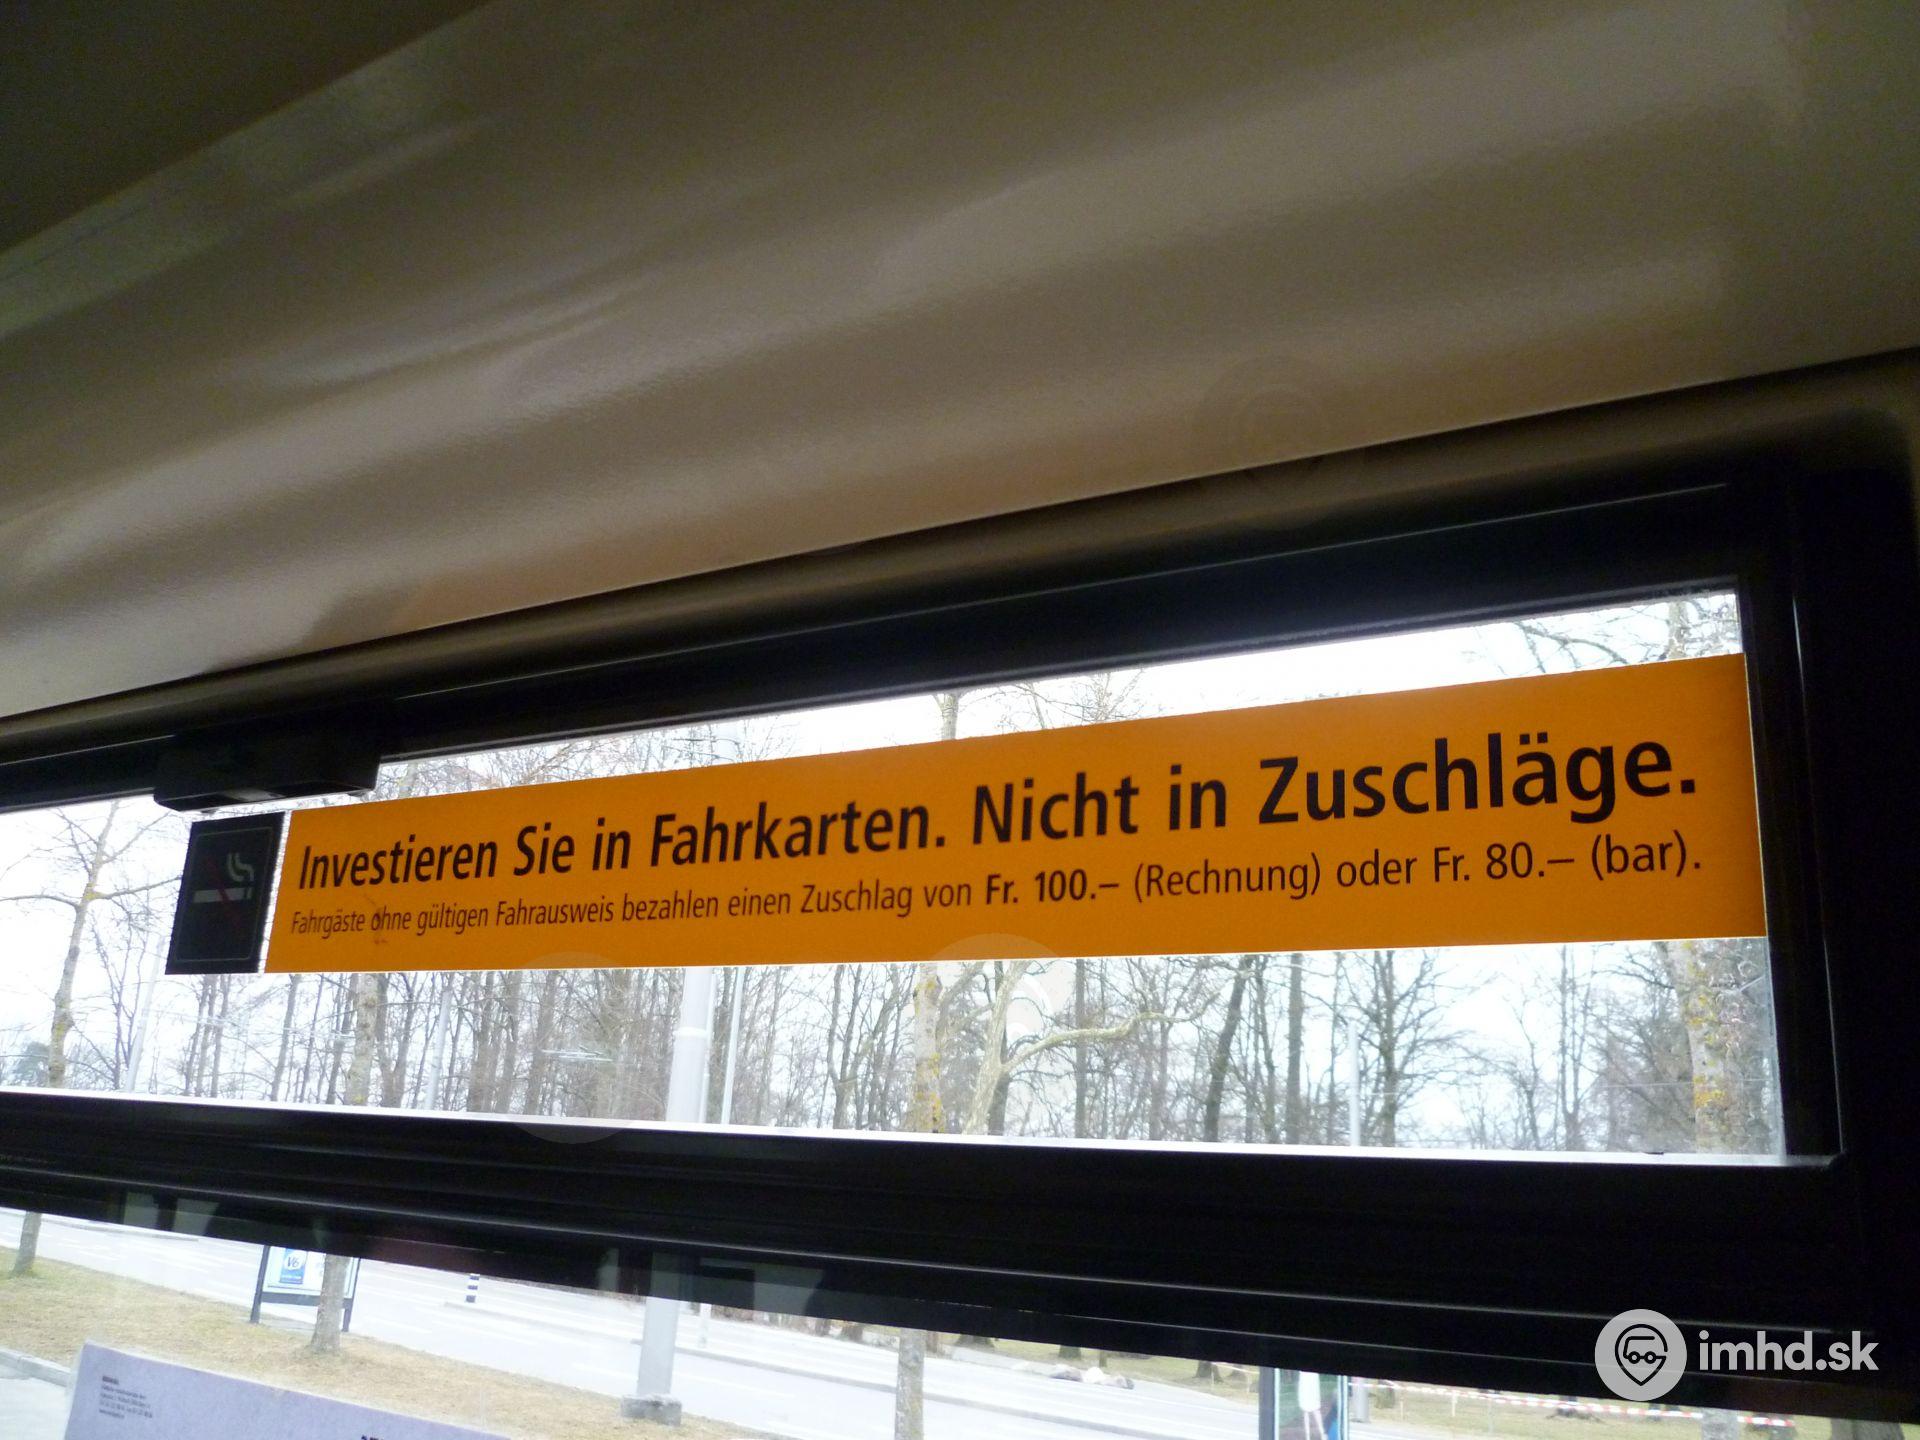 Investieren Sie in Fahrkarten. Nicht in Zuschläge.
Fahrgäste ohne gültigen Fahrausweis bezahlen einen Zuschlag von Fr. 100.– (Rechnung) oder Fr. 80.– (bar).
imhd.sk